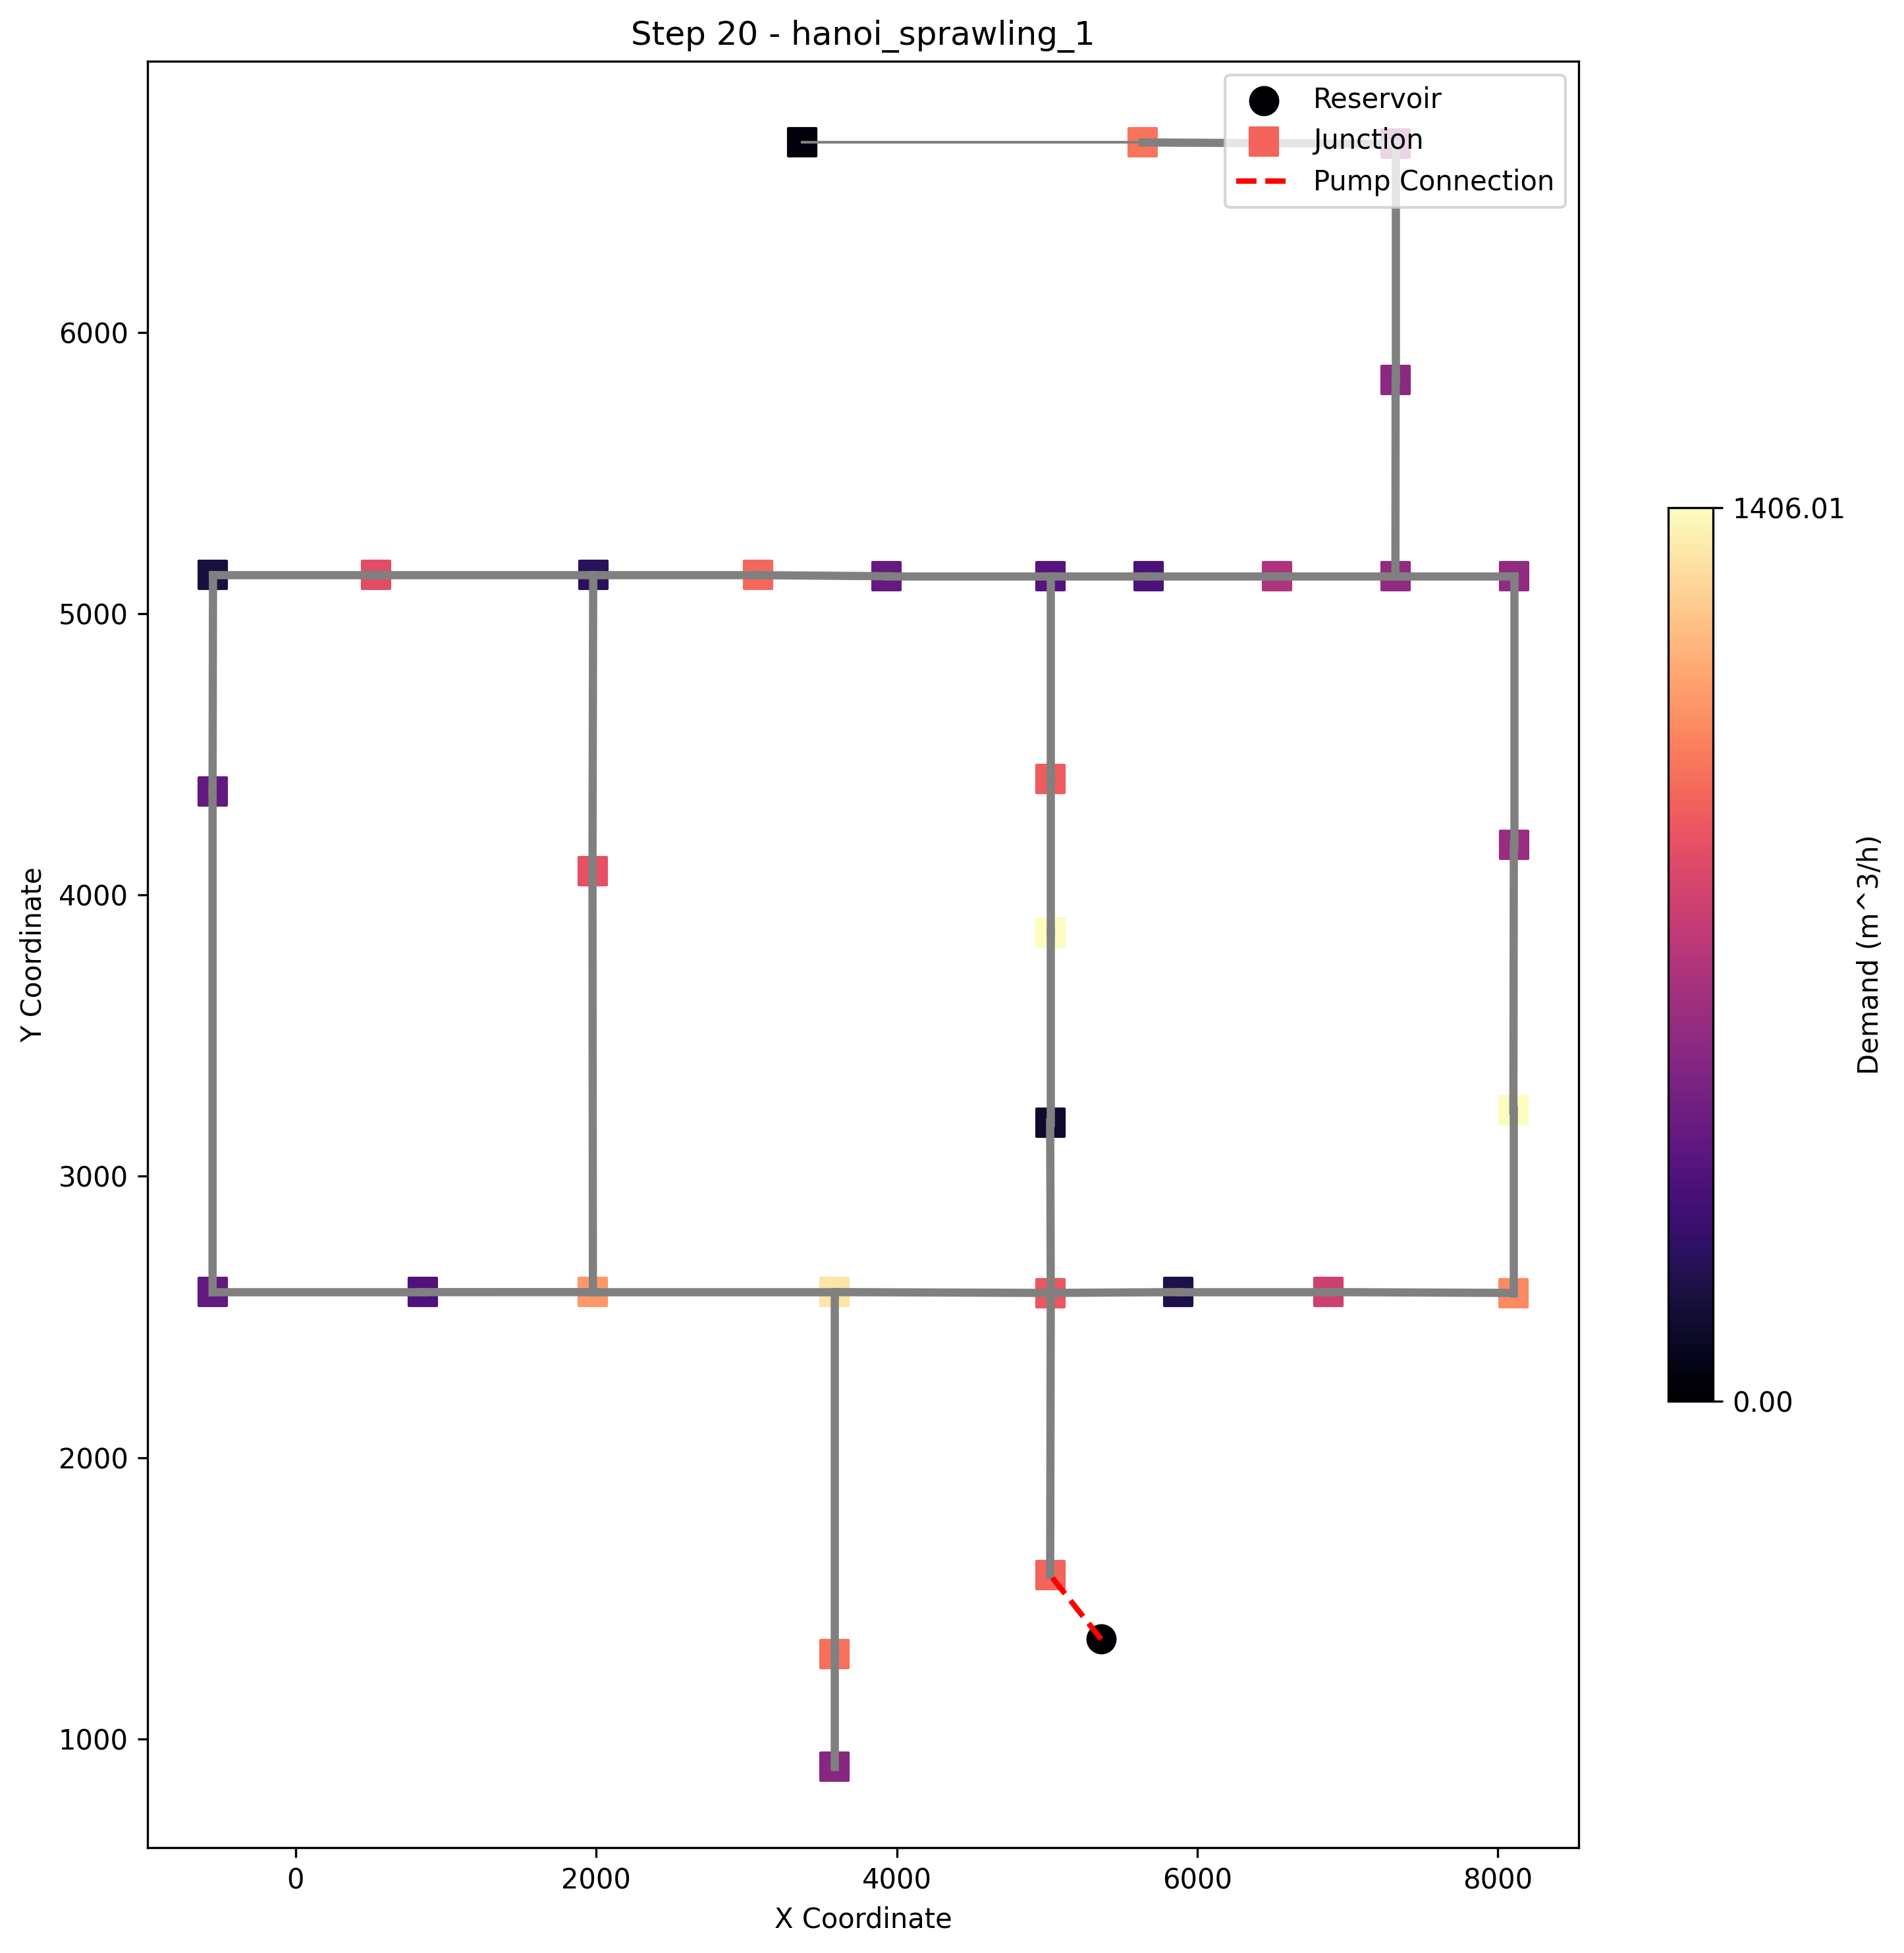 Step 20 - hanoi_sprawling_1
Reservoir
Junction
Pump Connection
6000
5000
4000
3000
2000
1000
Y Coordinate
0 2000 4000 6000 8000
X Coordinate
1406.01
0.00
Demand (m^3/h)